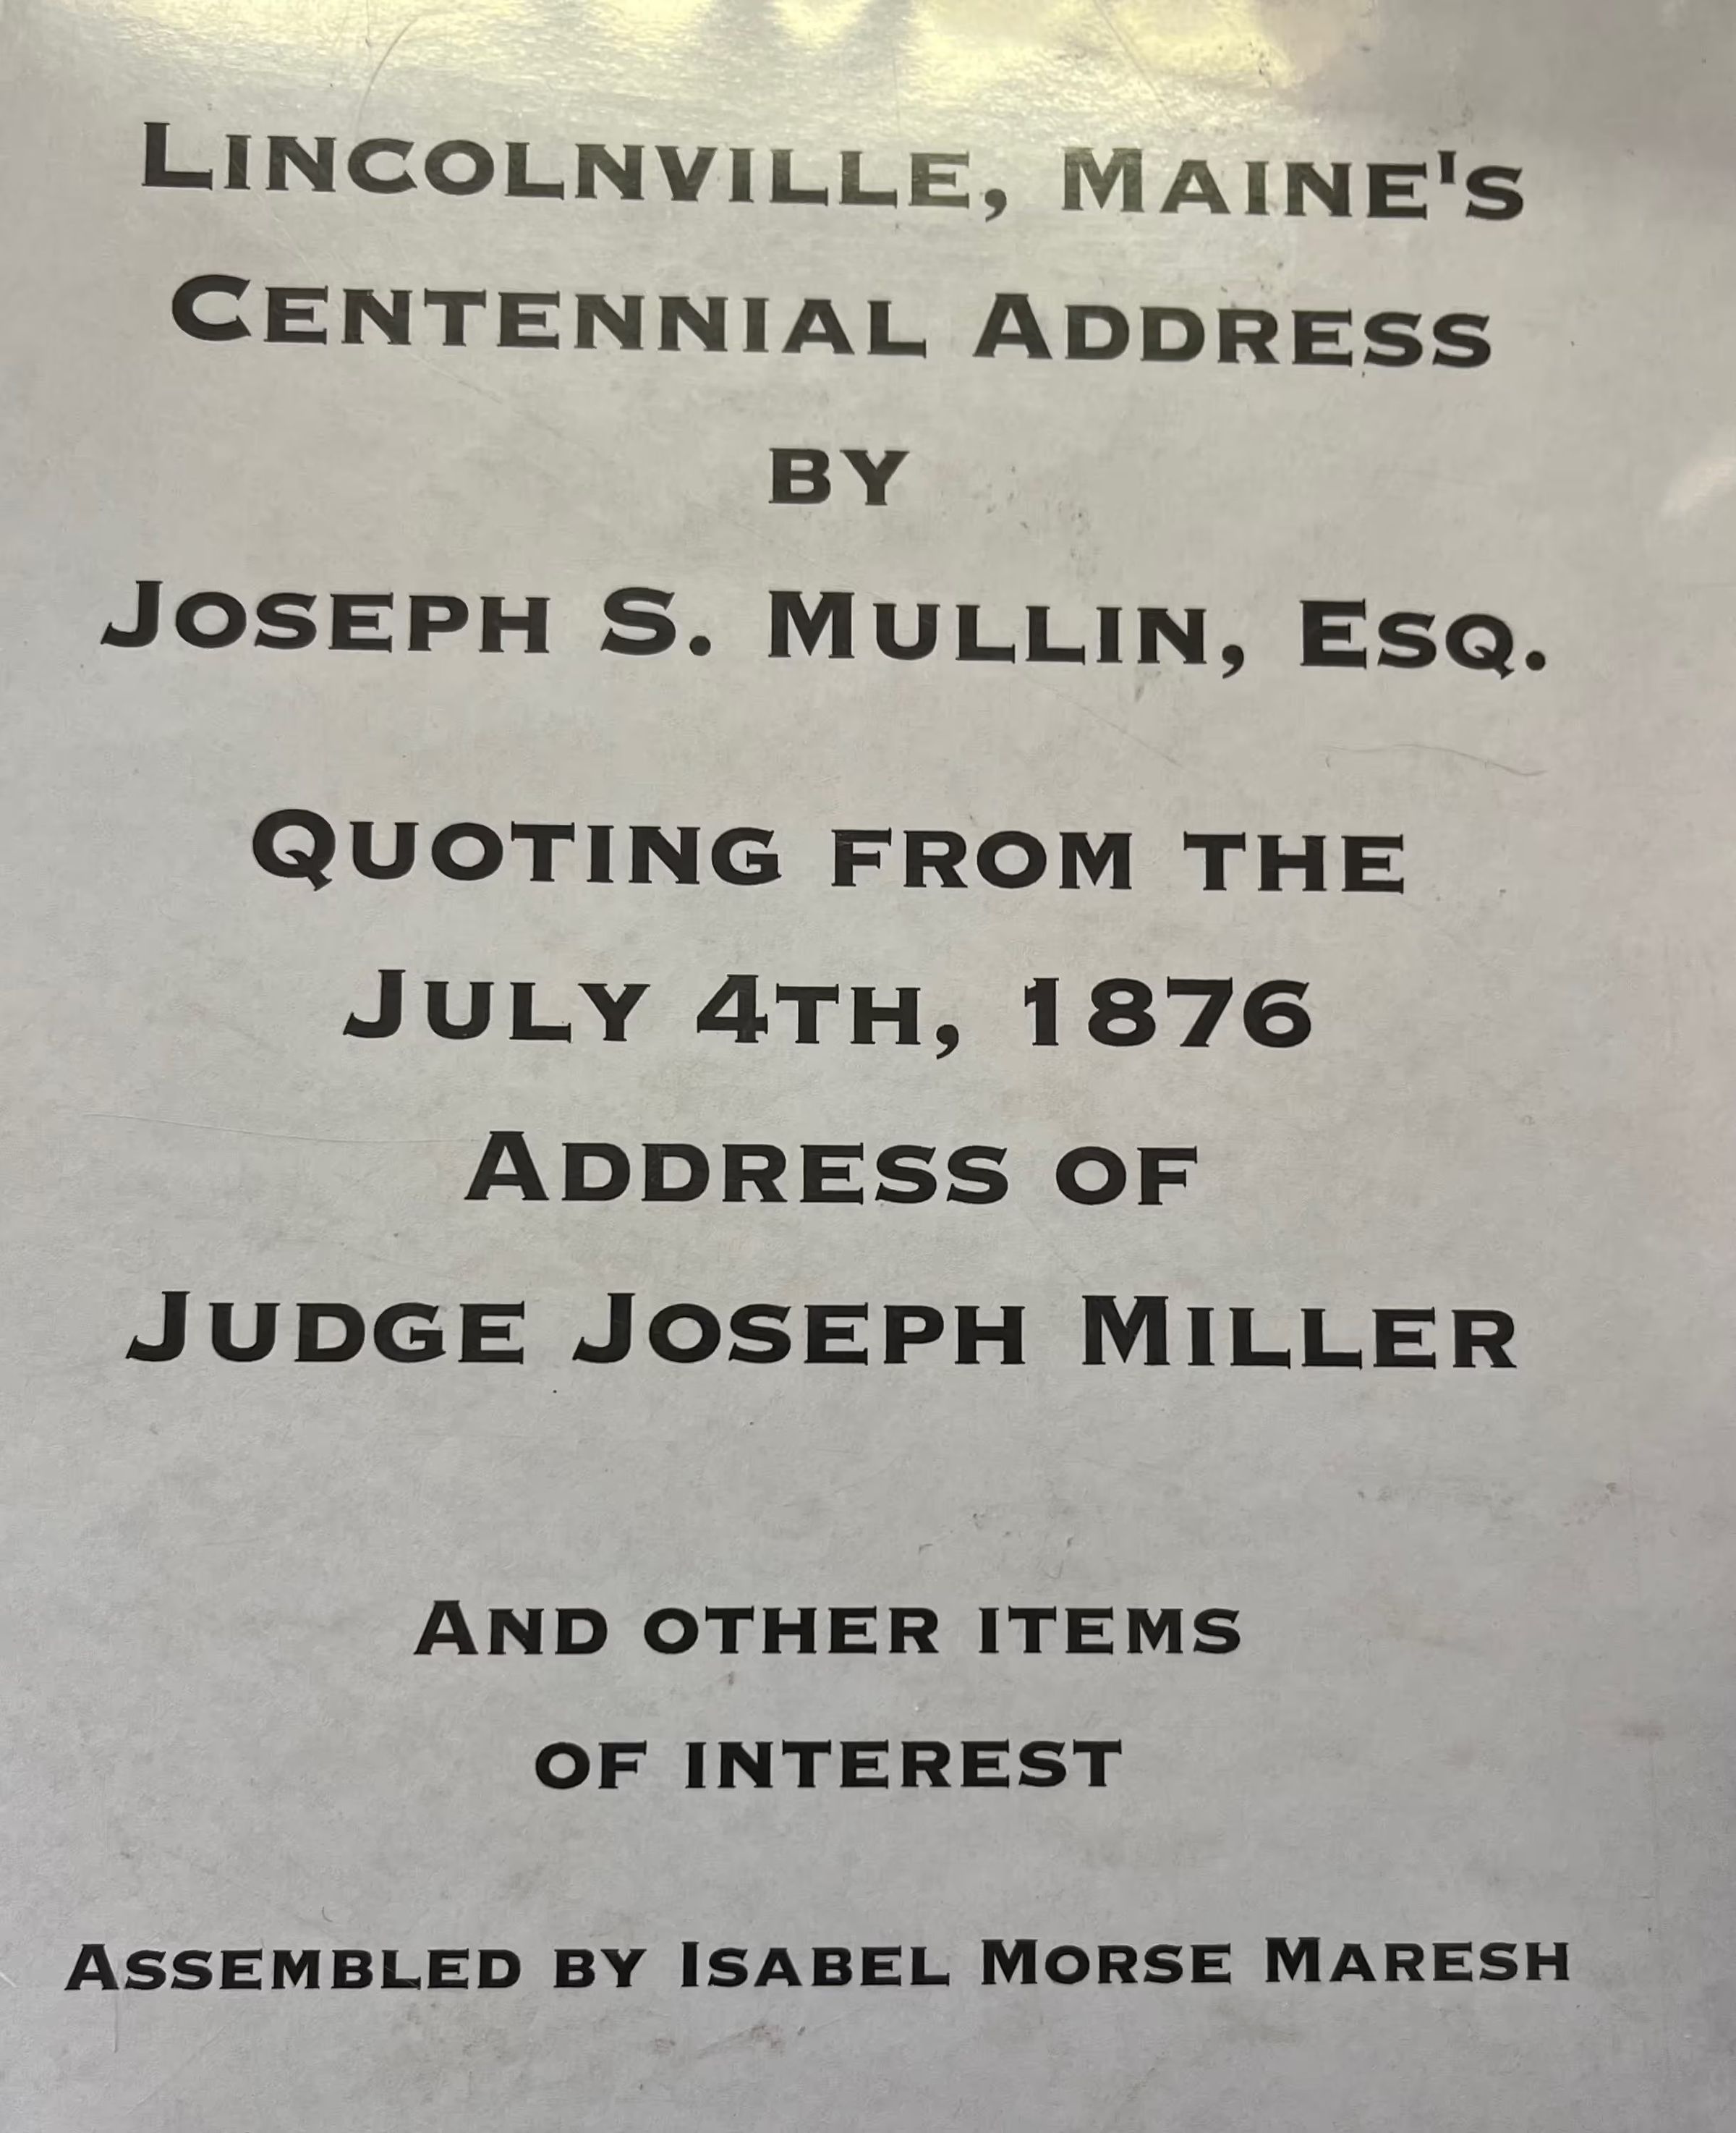 Lincolnville, Maine's
Centennial Address
by
Joseph S. Mullin, Esq.
Quoting from the
July 4th, 1876
Address of
Judge Joseph Miller
And other items
of interest
Assembled by Isabel Morse Maresh